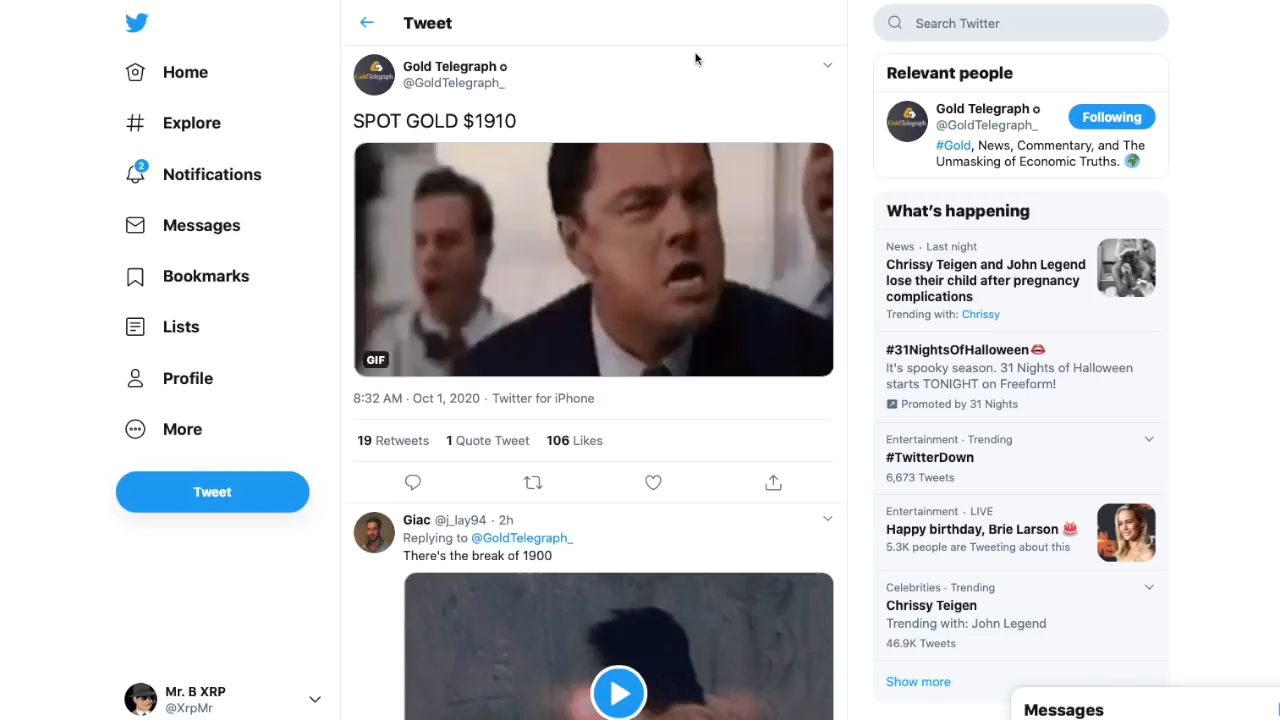 Home
Explore
2
Notifications
Messages
Bookmarks
Lists
Profile
More
Tweet
Mr. B XRP
@XrpMr
Tweet
Gold Telegraph
@GoldTelegraph_
SPOT GOLD $1910
GIF
8:32 AM · Oct 1, 2020 · Twitter for iPhone
19 Retweets 1 Quote Tweet 106 Likes
Giac @j_lay94 · 2h
Replying to @GoldTelegraph_
There's the break of 1900
Search Twitter
Relevant people
Gold Telegraph
@GoldTelegraph_
Following
#Gold, News, Commentary, and The
Unmasking of Economic Truths.
What's happening
News · Last night
Chrissy Teigen and John Legend
lose their child after pregnancy
complications
Trending with: Chrissy
#31NightsOfHalloween
It's spooky season. 31 Nights of Halloween
starts TONIGHT on Freeform!
Promoted by 31 Nights
Entertainment · Trending
#TwitterDown
6,673 Tweets
Entertainment · LIVE
Happy birthday, Brie Larson
5.3K people are Tweeting about this
Celebrities · Trending
Chrissy Teigen
Trending with: John Legend
46.9K Tweets
Show more
Messages